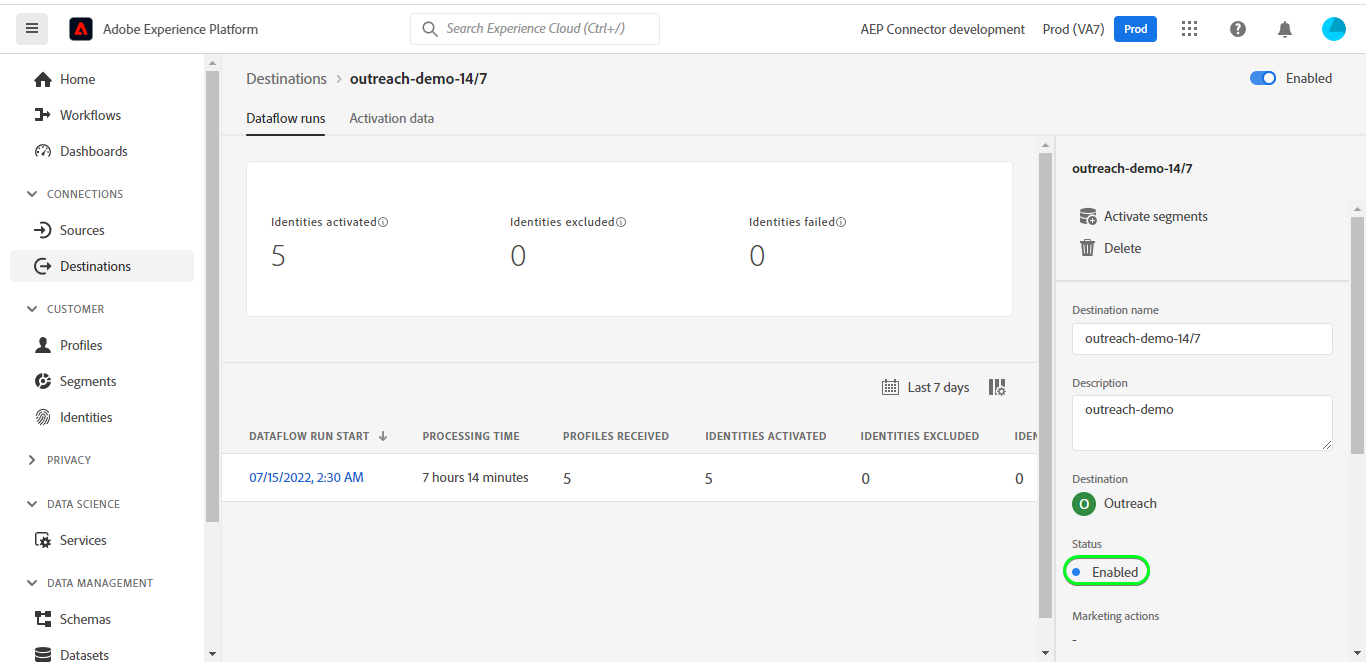 Adobe Experience Platform
Search Experience Cloud (Ctrl+/)
AEP Connector development
Prod (VA7)
Prod
Home
Workflows
Dashboards
CONNECTIONS
Sources
Destinations
CUSTOMER
Profiles
Segments
Identities
PRIVACY
DATA SCIENCE
Services
DATA MANAGEMENT
Schemas
Datasets
Destinations > outreach-demo-14/7
Enabled
Dataflow runs
Activation data
Identities activated
5
Identities excluded
0
Identities failed
0
Last 7 days
DATAFLOW RUN START ↓ PROCESSING TIME PROFILES RECEIVED IDENTITIES ACTIVATED IDENTITIES EXCLUDED IDEN
07/15/2022, 2:30 AM 7 hours 14 minutes 5 5 0 0
outreach-demo-14/7
Activate segments
Delete
Destination name
outreach-demo-14/7
Description
outreach-demo
Destination
O Outreach
Status
Enabled
Marketing actions
-